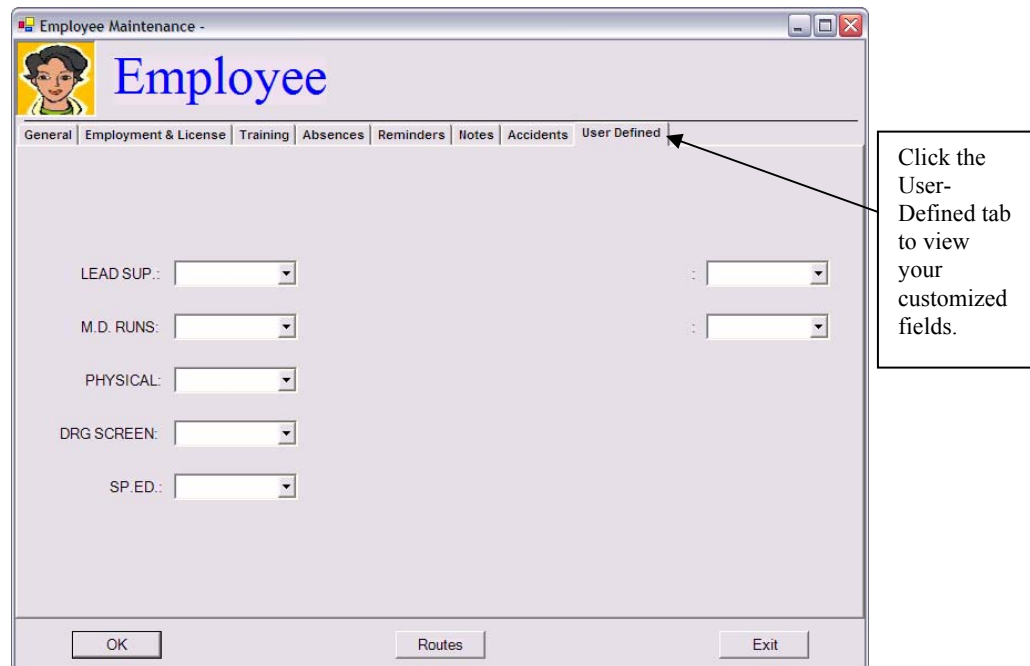 Employee Maintenance -
Employee
General Employment & License Training Absences Reminders Notes Accidents User Defined
Click the
User-
Defined tab
to view
your
customized
fields.
LEAD SUP.: :
M.D. RUNS: :
PHYSICAL:
DRG SCREEN:
SP.ED.:
OK Routes Exit